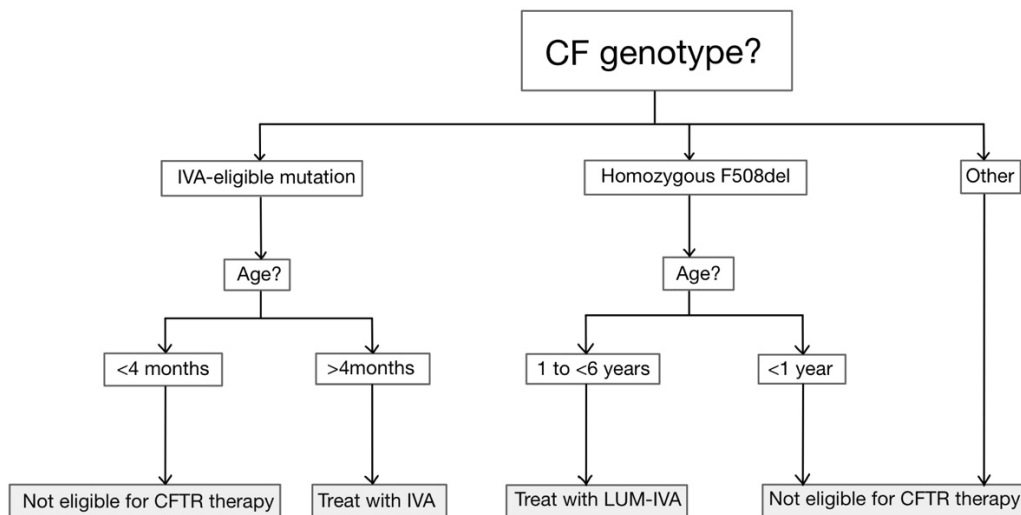 CF genotype?
IVA-eligible mutation
Homozygous F508del
Other
Age?
Age?
<4 months
>4months
1 to <6 years
<1 year
Not eligible for CFTR therapy
Treat with IVA
Treat with LUM-IVA
Not eligible for CFTR therapy